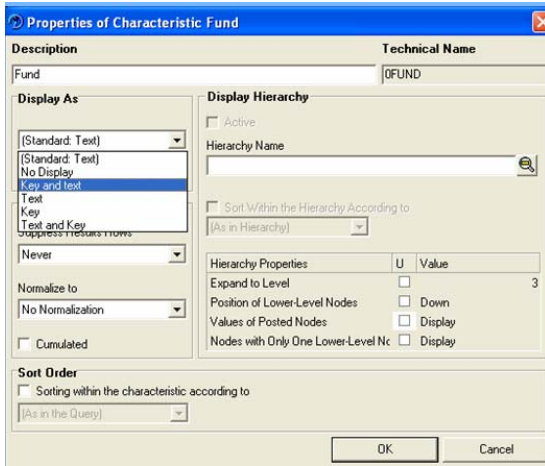 Properties of Characteristic Fund
Description
Technical Name
Fund
0FUND
Display As
(Standard: Text)
(Standard: Text)
No Display
Key and text
Text
Key
Text and Key
Suppress Results Rows
Never
Normalize to
No Normalization
Cumulated
Display Hierarchy
Active
Hierarchy Name
Sort Within the Hierarchy According to
(As in Hierarchy)
Hierarchy Properties U Value
Expand to Level 3
Position of Lower-Level Nodes Down
Values of Posted Nodes Display
Nodes with Only One Lower-Level Nc Display
Sort Order
Sorting within the characteristic according to
(As in the Query)
OK
Cancel